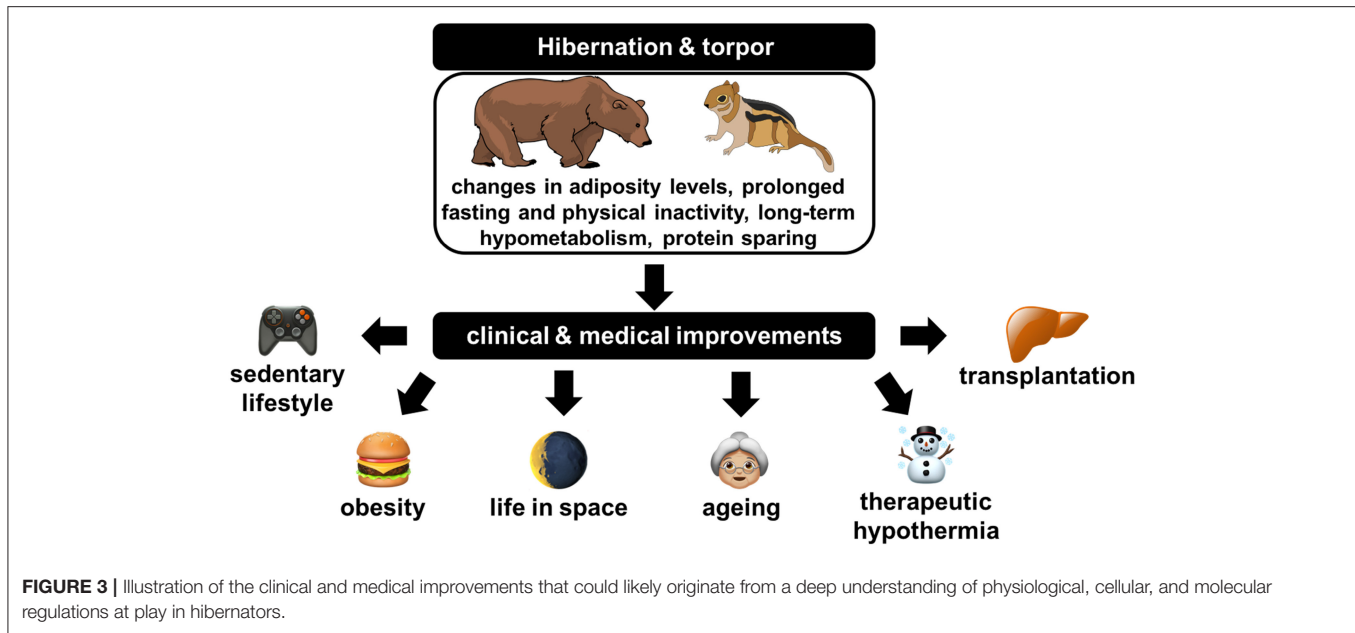 Hibernation & torpor
changes in adiposity levels, prolonged
fasting and physical inactivity, long-term
hypometabolism, protein sparing
clinical & medical improvements
sedentary
lifestyle
transplantation
obesity
life in space
ageing
therapeutic
hypothermia
FIGURE 3 | Illustration of the clinical and medical improvements that could likely originate from a deep understanding of physiological, cellular, and molecular
regulations at play in hibernators.